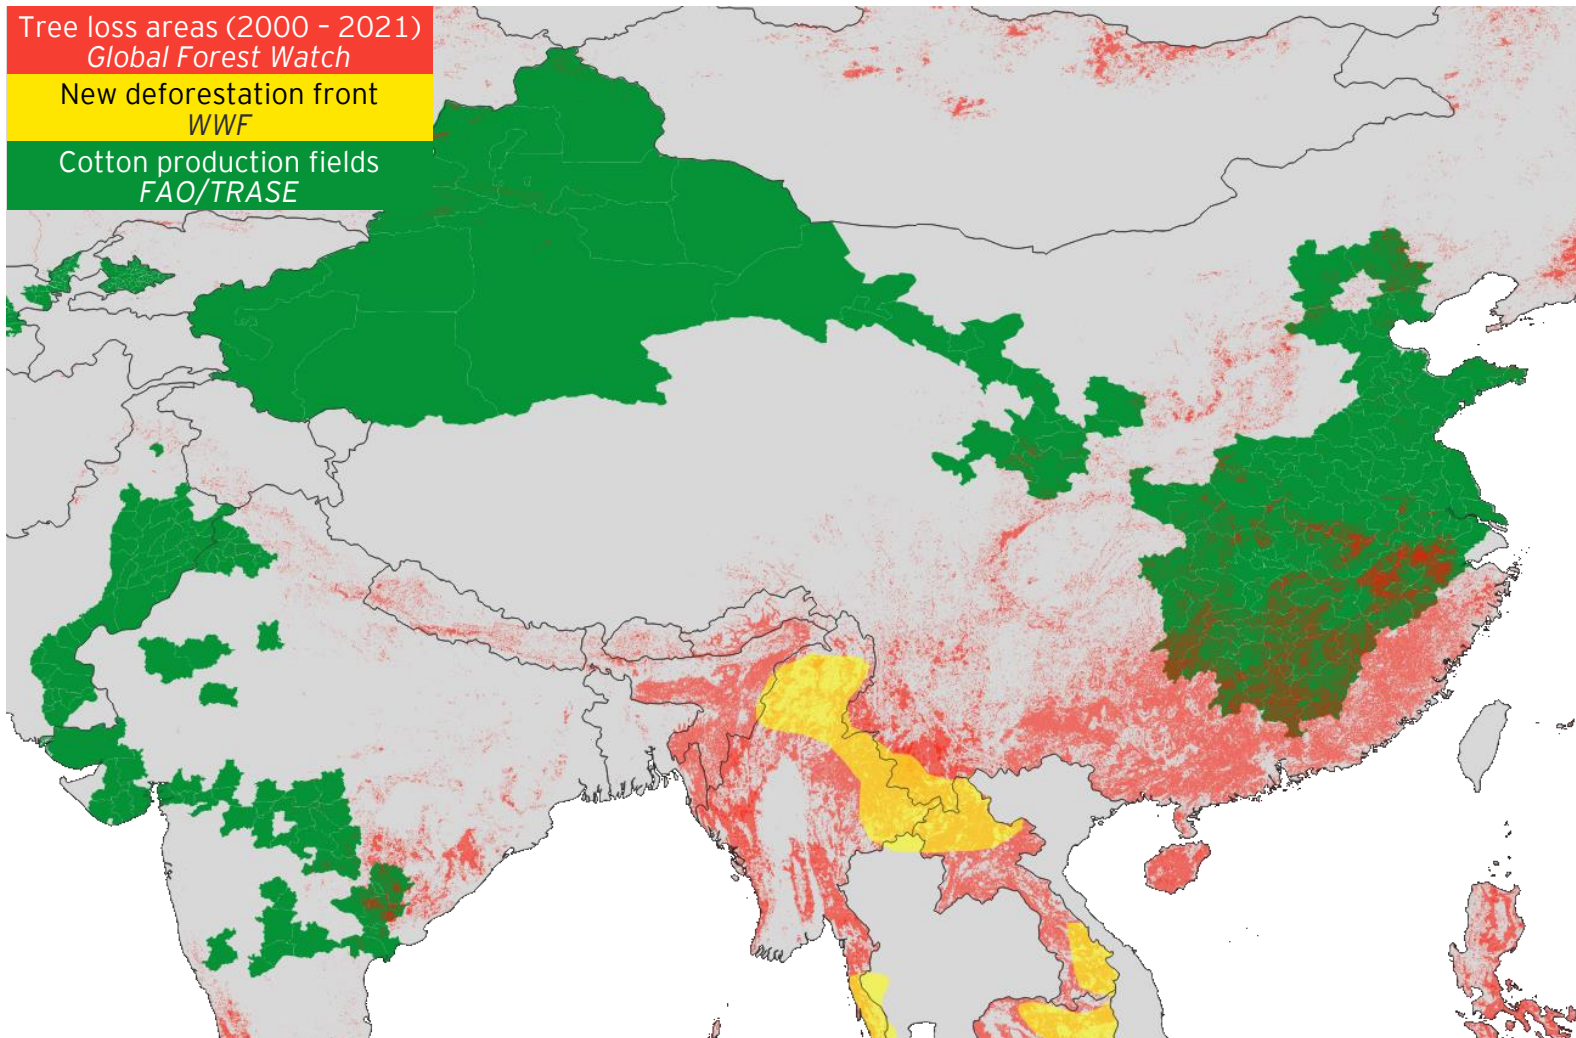 Tree loss areas (2000 – 2021)
Global Forest Watch
New deforestation front
WWF
Cotton production fields
FAO/TRASE